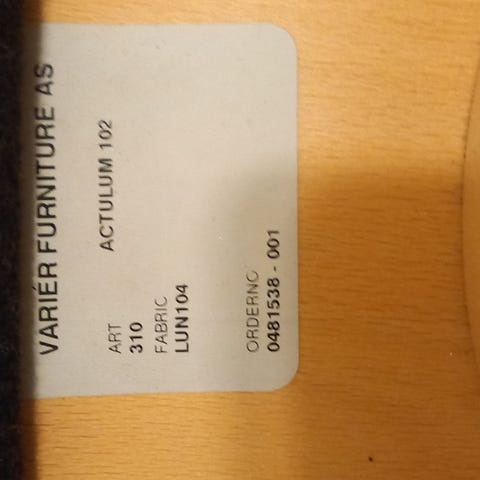 VARIÉR FURNITURE AS
ACTULUM 102
ART
310
FABRIC
LUN104
ORDERNO
0481538 - 001